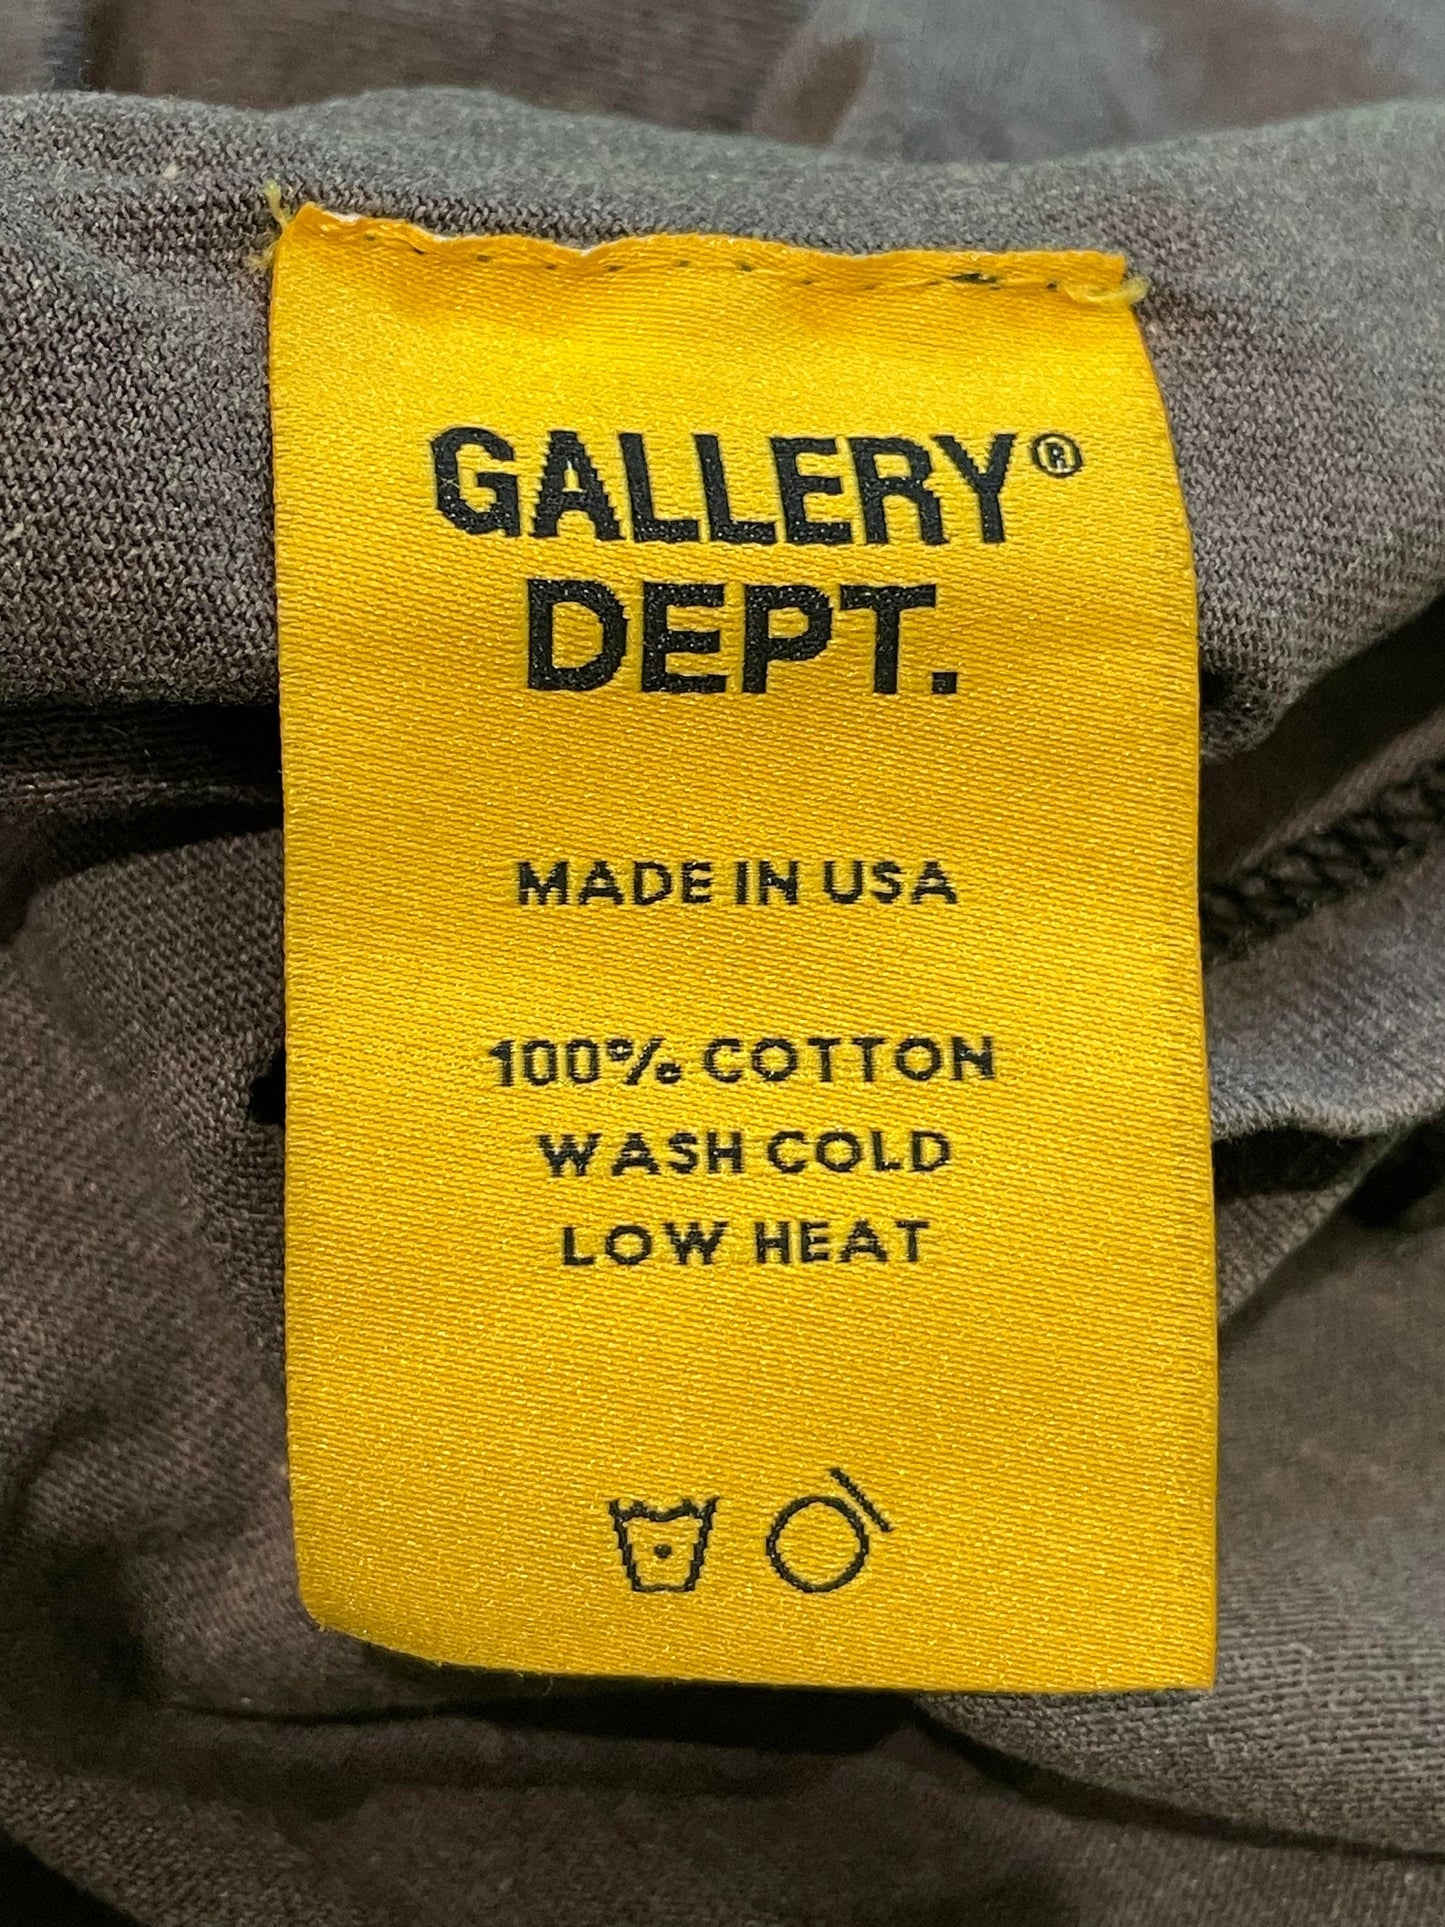 GALLERY®
DEPT.
MADE IN USA
100% COTTON
WASH COLD
LOW HEAT